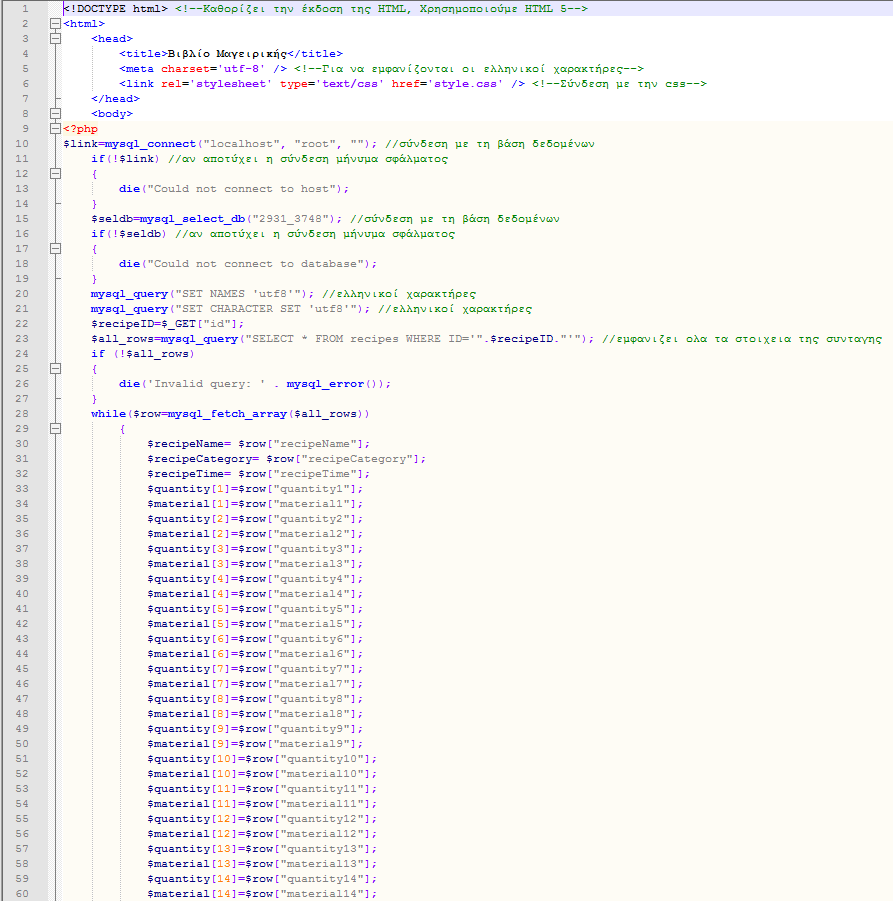 1 <!DOCTYPE html> <!--Καθορίζει την έκδοση της HTML, Χρησημοποιούμε HTML 5-->
2 <html>
3 <head>
4 <title>Βιβλίο Μαγειρικής</title>
5 <meta charset='utf-8' /> <!--Για να εμφανίζονται οι ελληνικοί χαρακτήρες-->
6 <link rel='stylesheet' type='text/css' href='style.css' /> <!--Σύνδεση με την css-->
7 </head>
8 <body>
9 <?php
10 $link=mysql_connect("localhost", "root", ""); //σύνδεση με τη βάση δεδομένων
11 if(!$link) //αν αποτύχει η σύνδεση μήνυμα σφάλματος
12 {
13 die("Could not connect to host");
14 }
15 $seldb=mysql_select_db("2931_3748"); //σύνδεση με τη βάση δεδομένων
16 if(!$seldb) //αν αποτύχει η σύνδεση μήνυμα σφάλματος
17 {
18 die("Could not connect to database");
19 }
20 mysql_query("SET NAMES 'utf8'"); //ελληνικοί χαρακτήρες
21 mysql_query("SET CHARACTER SET 'utf8'"); //ελληνικοί χαρακτήρες
22 $recipeID=$_GET["id"];
23 $all_rows=mysql_query("SELECT * FROM recipes WHERE ID='".$recipeID."'"); //εμφανιζει ολα τα στοιχεια της συνταγης
24 if (!$all_rows)
25 {
26 die('Invalid query: ' . mysql_error());
27 }
28 while($row=mysql_fetch_array($all_rows))
29 {
30 $recipeName= $row["recipeName"];
31 $recipeCategory= $row["recipeCategory"];
32 $recipeTime= $row["recipeTime"];
33 $quantity[1]=$row["quantity1"];
34 $material[1]=$row["material1"];
35 $quantity[2]=$row["quantity2"];
36 $material[2]=$row["material2"];
37 $quantity[3]=$row["quantity3"];
38 $material[3]=$row["material3"];
39 $quantity[4]=$row["quantity4"];
40 $material[4]=$row["material4"];
41 $quantity[5]=$row["quantity5"];
42 $material[5]=$row["material5"];
43 $quantity[6]=$row["quantity6"];
44 $material[6]=$row["material6"];
45 $quantity[7]=$row["quantity7"];
46 $material[7]=$row["material7"];
47 $quantity[8]=$row["quantity8"];
48 $material[8]=$row["material8"];
49 $quantity[9]=$row["quantity9"];
50 $material[9]=$row["material9"];
51 $quantity[10]=$row["quantity10"];
52 $material[10]=$row["material10"];
53 $quantity[11]=$row["quantity11"];
54 $material[11]=$row["material11"];
55 $quantity[12]=$row["quantity12"];
56 $material[12]=$row["material12"];
57 $quantity[13]=$row["quantity13"];
58 $material[13]=$row["material13"];
59 $quantity[14]=$row["quantity14"];
60 $material[14]=$row["material14"];